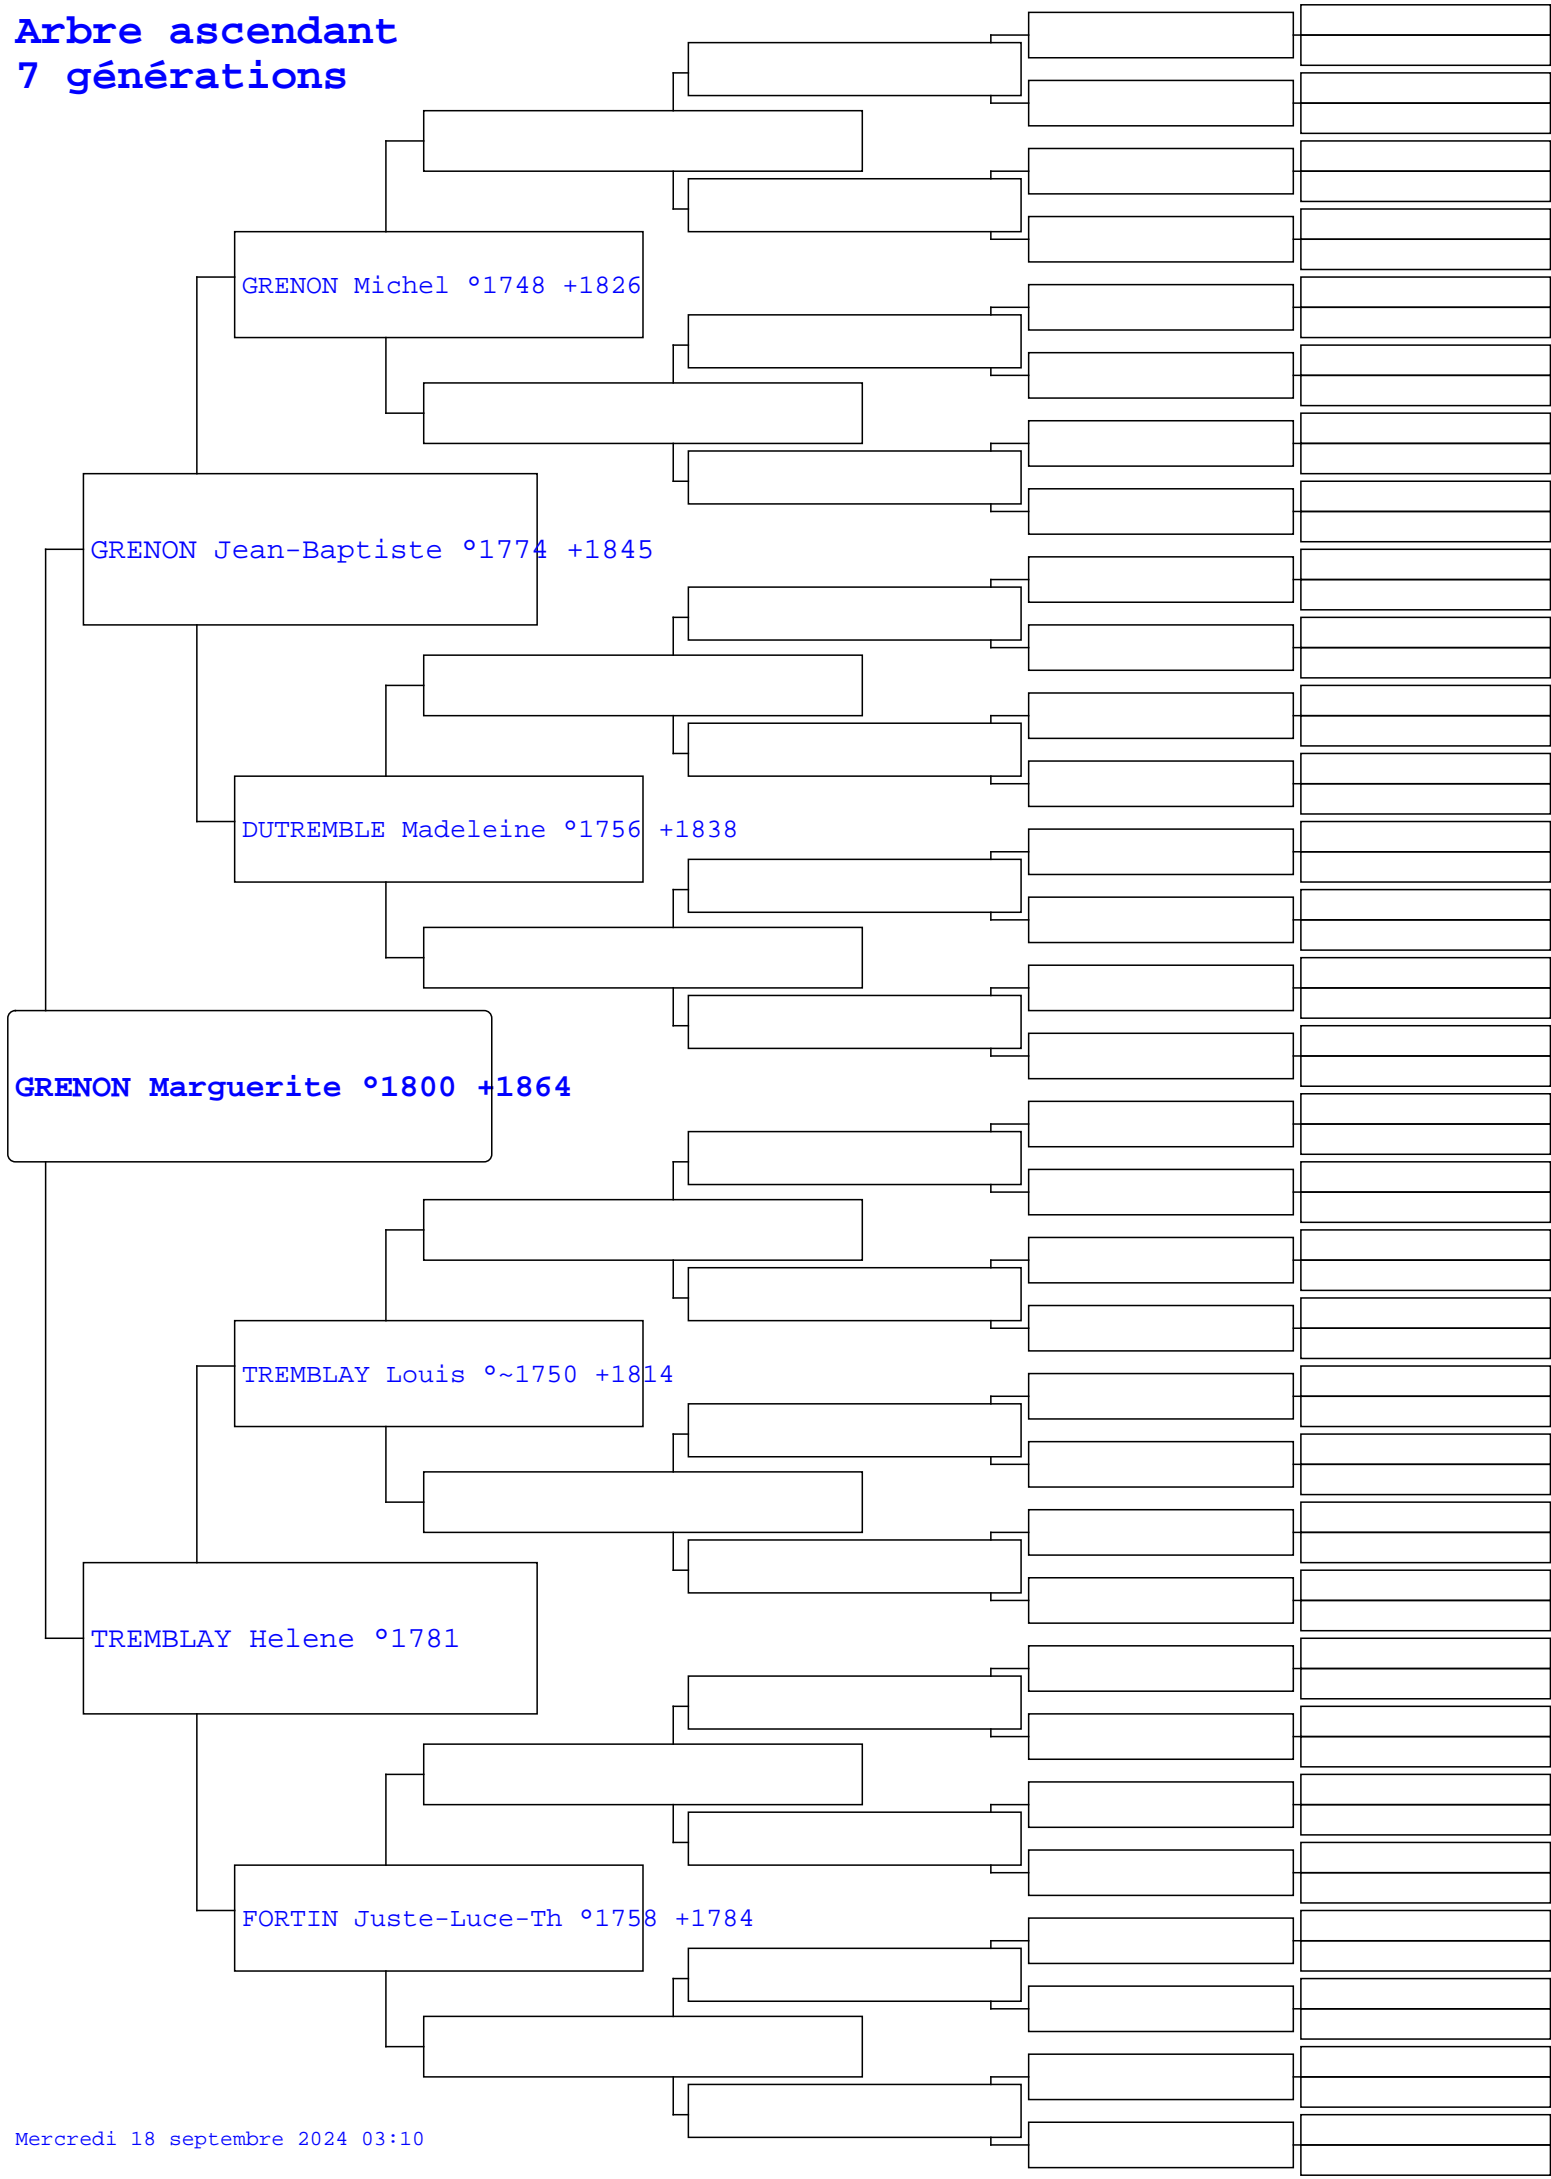 Arbre ascendant
7 générations
GRENON Michel °1748 +1826
GRENON Jean-Baptiste °1774 +1845
DUTREMBLE Madeleine °1756 +1838
GRENON Marguerite °1800 +1864
TREMBLAY Louis °~1750 +1814
TREMBLAY Helene °1781
FORTIN Juste-Luce-Th °1758 +1784
Mercredi 18 septembre 2024 03:10